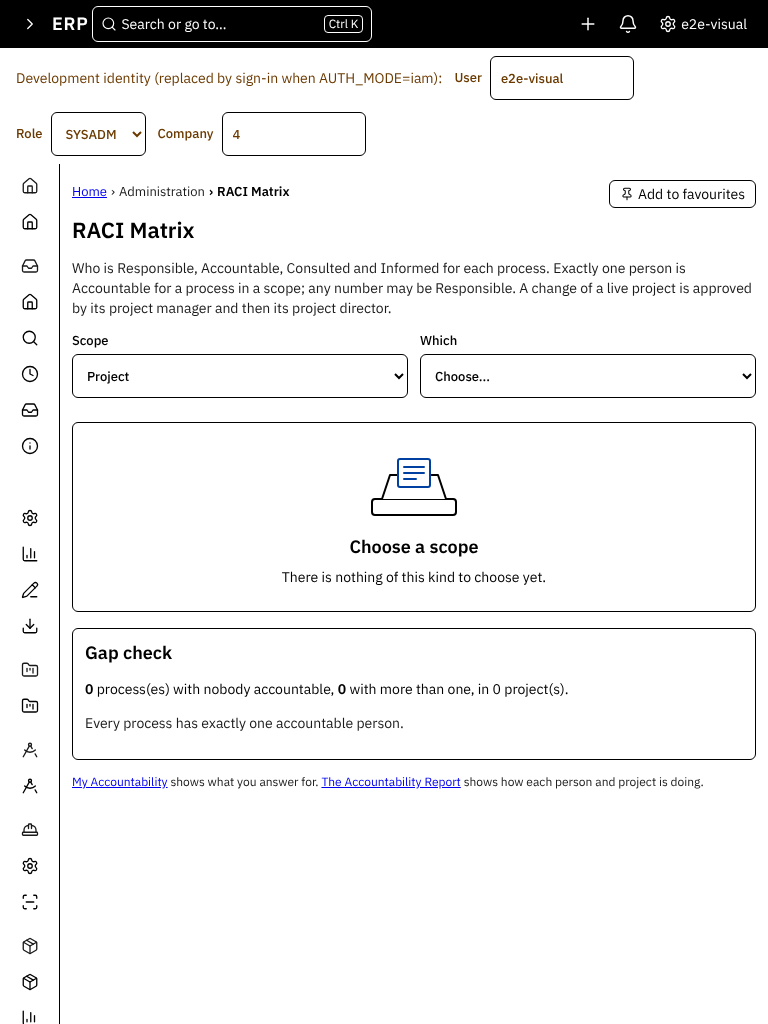 ERP
Search or go to...
Ctrl K
e2e-visual
Development identity (replaced by sign-in when AUTH_MODE=iam):
User
e2e-visual
Role
SYSADM
Company
4
Home › Administration › RACI Matrix
Add to favourites
RACI Matrix
Who is Responsible, Accountable, Consulted and Informed for each process. Exactly one person is
Accountable for a process in a scope; any number may be Responsible. A change of a live project is approved
by its project manager and then its project director.
Scope
Which
Project
Choose...
Choose a scope
There is nothing of this kind to choose yet.
Gap check
0 process(es) with nobody accountable, 0 with more than one, in 0 project(s).
Every process has exactly one accountable person.
My Accountability shows what you answer for. The Accountability Report shows how each person and project is doing.